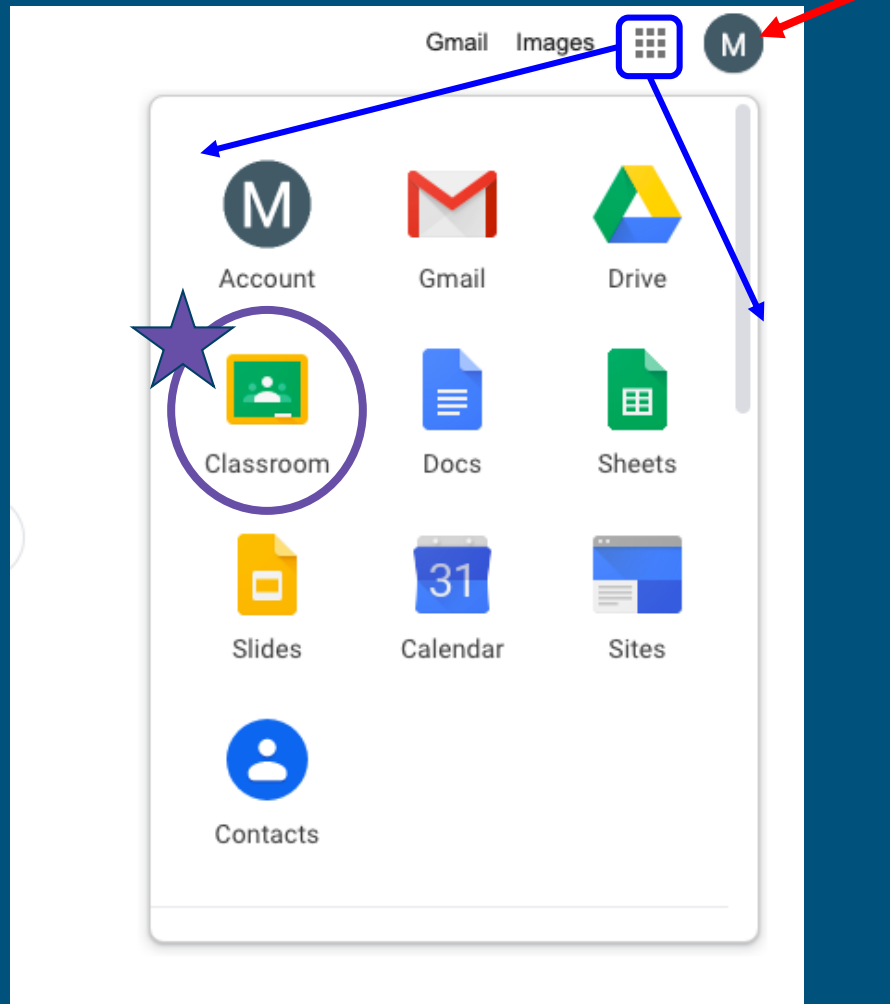 Gmail Images M
M
Account Gmail Drive
Classroom Docs Sheets
31
Slides Calendar Sites
Contacts